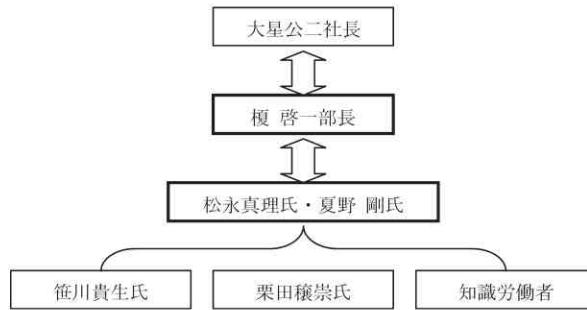 大星公二社長
榎 啓一部長
松永真理氏・夏野 剛氏
笹川貴生氏
栗田穣崇氏
知識労働者